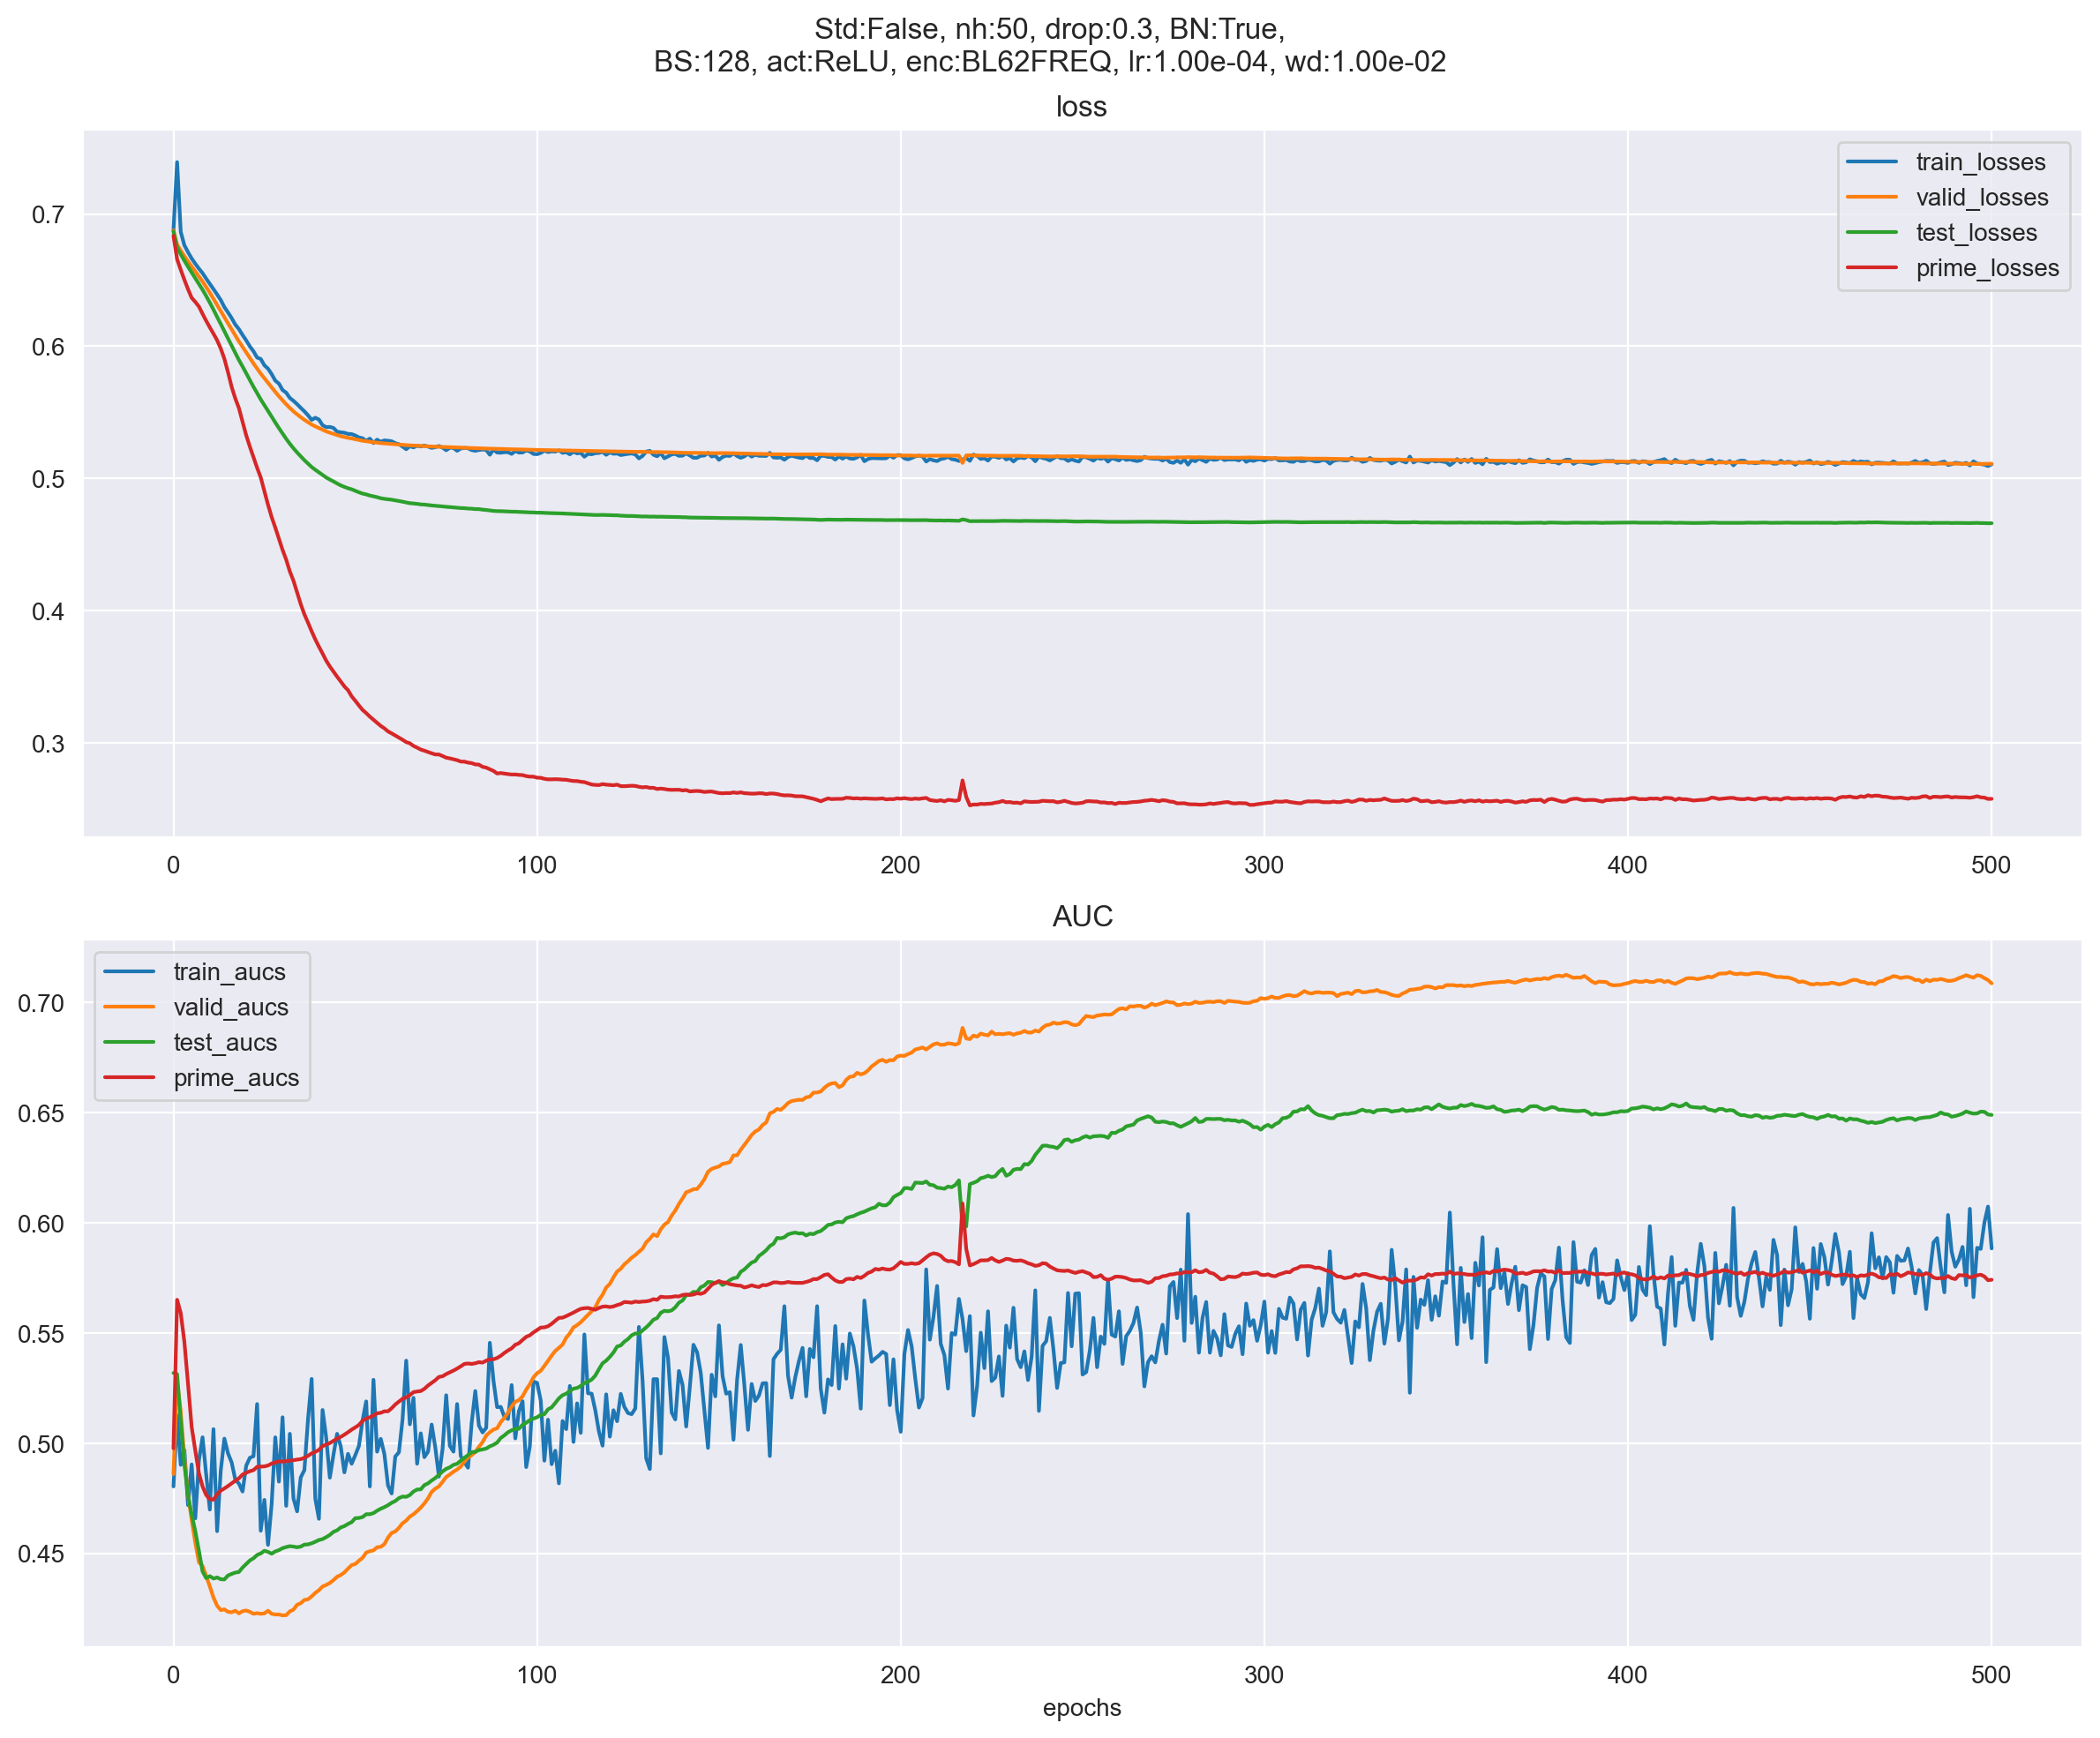 Std:False, nh:50, drop:0.3, BN:True,
BS:128, act:ReLU, enc:BL62FREQ, lr:1.00e-04, wd:1.00e-02
loss
train_losses
valid_losses
test_losses
prime_losses
0.7
0.6
0.5
0.4
0.3
0 100 200 300 400 500
AUC
train_aucs
valid_aucs
test_aucs
prime_aucs
0.70
0.65
0.60
0.55
0.50
0.45
0 100 200 300 400 500
epochs